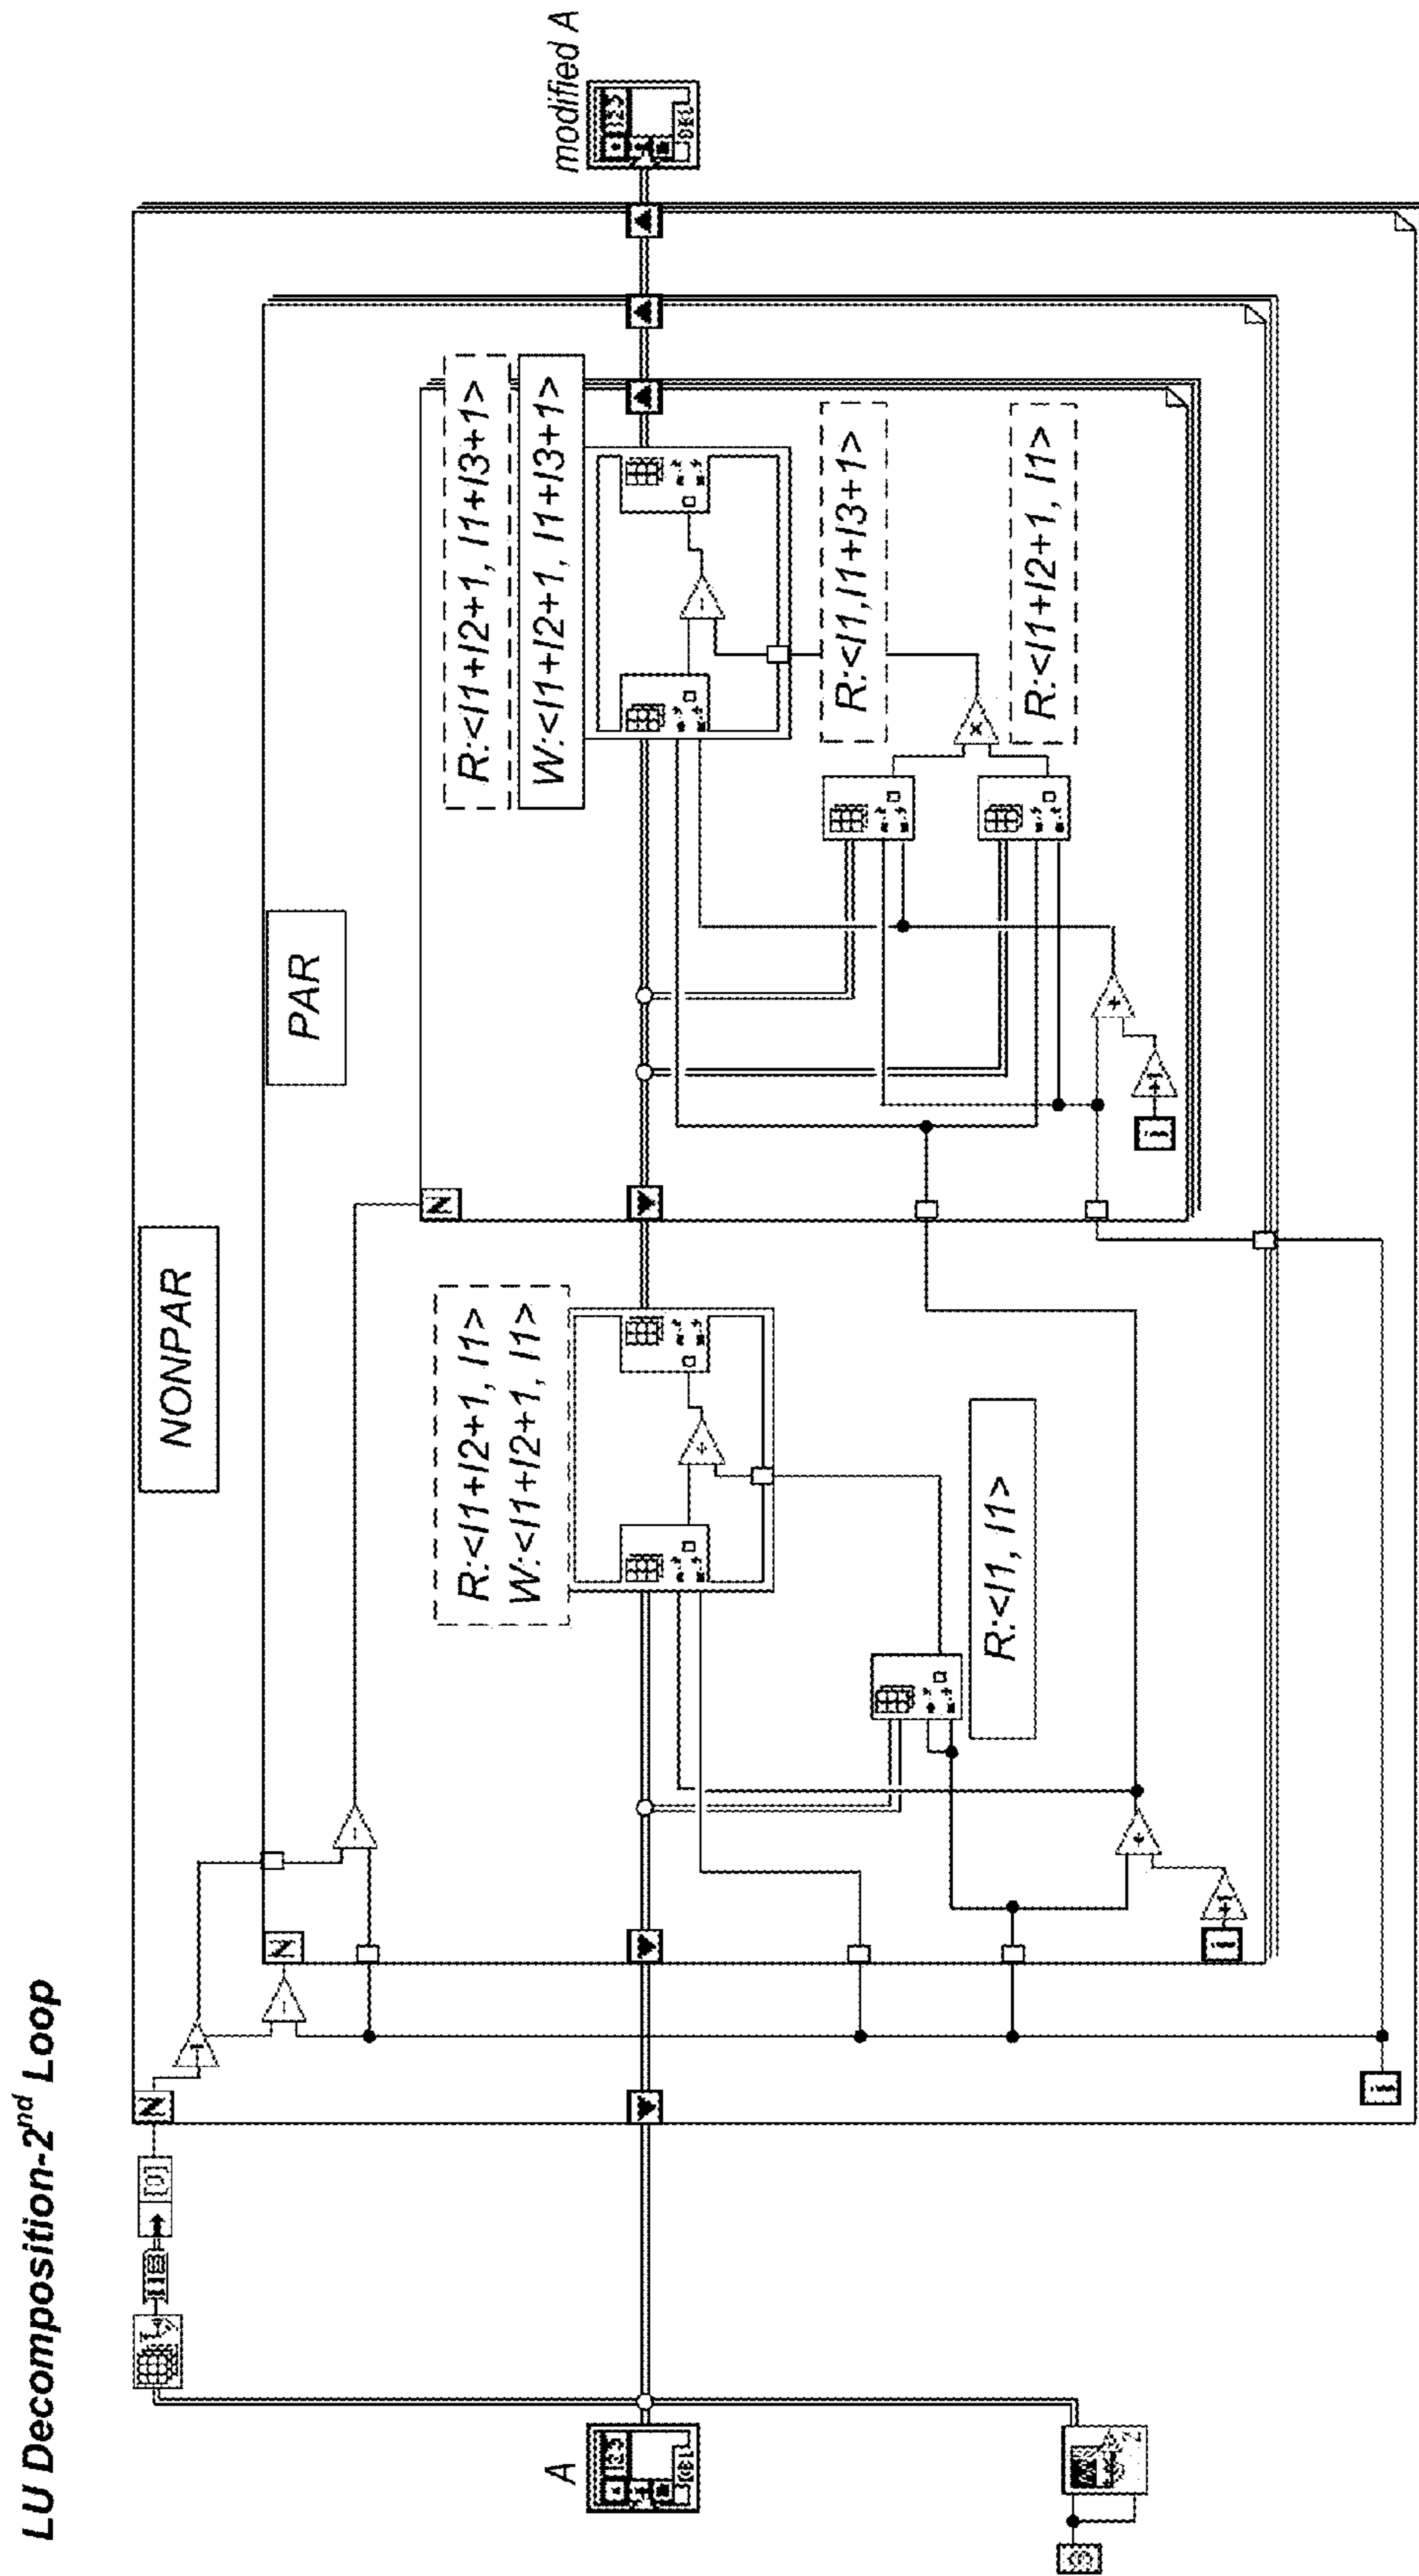 LU Decomposition-2nd Loop
A
N
NONPAR
N
R:<I1+I2+1, I1>
W:<I1+I2+1, I1>
R:<I1, I1>
N
PAR
R:<I1+I2+1, I1+I3+1>
W:<I1+I2+1, I1+I3+1>
R:<I1,I1+I3+1>
R:<I1+I2+1, I1>
modified A